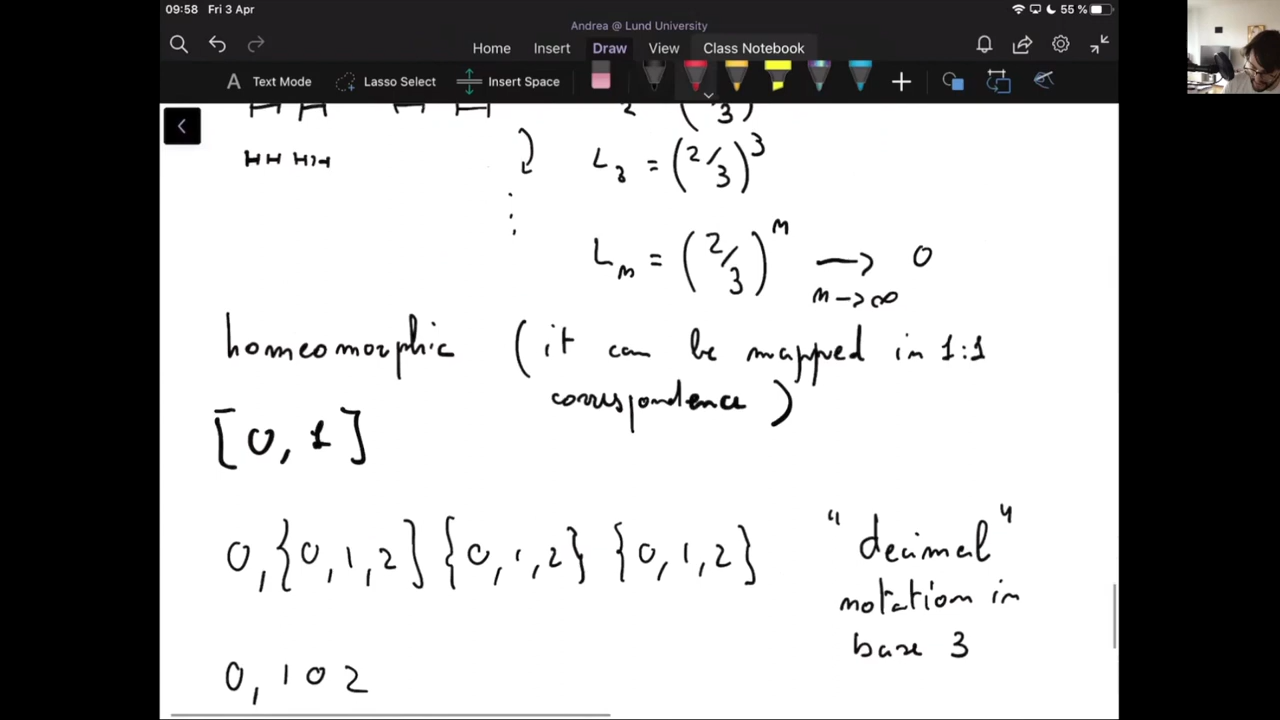 09:58 Fri 3 Apr
55 %
Andrea @ Lund University
Home Insert Draw View Class Notebook
Text Mode Lasso Select Insert Space
2 (3)
L3 = (2/3)^3
Lm = (2/3)^m → 0
m->∞
homeomorphic (it can be mapped in 1:1
correspondence)
[0,1]
0,{0,1,2}{0,1,2}{0,1,2}
"decimal"
notation in
base 3
0,102